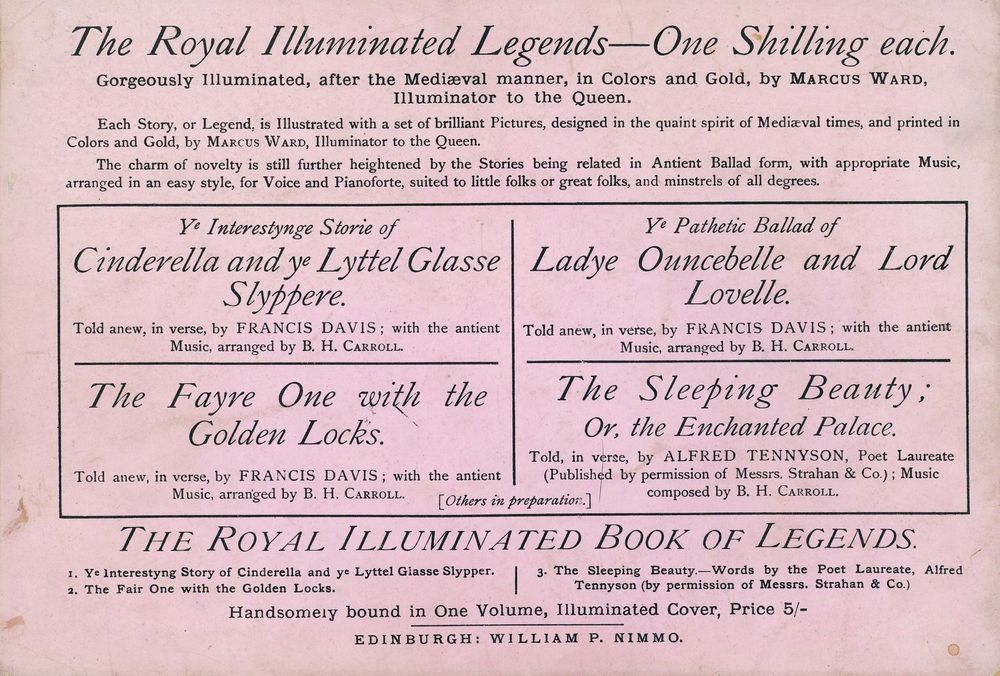 The Royal Illuminated Legends—One Shilling each.
Gorgeously Illuminated, after the Mediæval manner, in Colors and Gold, by MARCUS WARD,
Illuminator to the Queen.
Each Story, or Legend, is Illustrated with a set of brilliant Pictures, designed in the quaint spirit of Mediæval times, and printed in
Colors and Gold, by MARCUS WARD, Illuminator to the Queen.
The charm of novelty is still further heightened by the Stories being related in Antient Ballad form, with appropriate Music,
arranged in an easy style, for Voice and Pianoforte, suited to little folks or great folks, and minstrels of all degrees.
Ye Interestynge Storie of
Cinderella and ye Lyttel Glasse
Slyppere.
Told anew, in verse, by FRANCIS DAVIS; with the antient
Music, arranged by B. H. CARROLL.
The Fayre One with the
Golden Locks.
Told anew, in verse, by FRANCIS DAVIS; with the antient
Music, arranged by B. H. CARROLL.
Ye Pathetic Ballad of
Ladye Ouncebelle and Lord
Lovelle.
Told anew, in verse, by FRANCIS DAVIS; with the antient
Music, arranged by B. H. CARROLL.
The Sleeping Beauty;
Or, the Enchanted Palace.
Told, in verse, by ALFRED TENNYSON, Poet Laureate
(Published by permission of Messrs. Strahan & Co.); Music
composed by B. H. CARROLL.
[Others in preparation.]
THE ROYAL ILLUMINATED BOOK OF LEGENDS.
1. Ye Interestyng Story of Cinderella and ye Lyttel Glasse Slypper.
2. The Fair One with the Golden Locks.
3. The Sleeping Beauty.—Words by the Poet Laureate, Alfred
Tennyson (by permission of Messrs. Strahan & Co.)
Handsomely bound in One Volume, Illuminated Cover, Price 5/-
EDINBURGH: WILLIAM P. NIMMO.